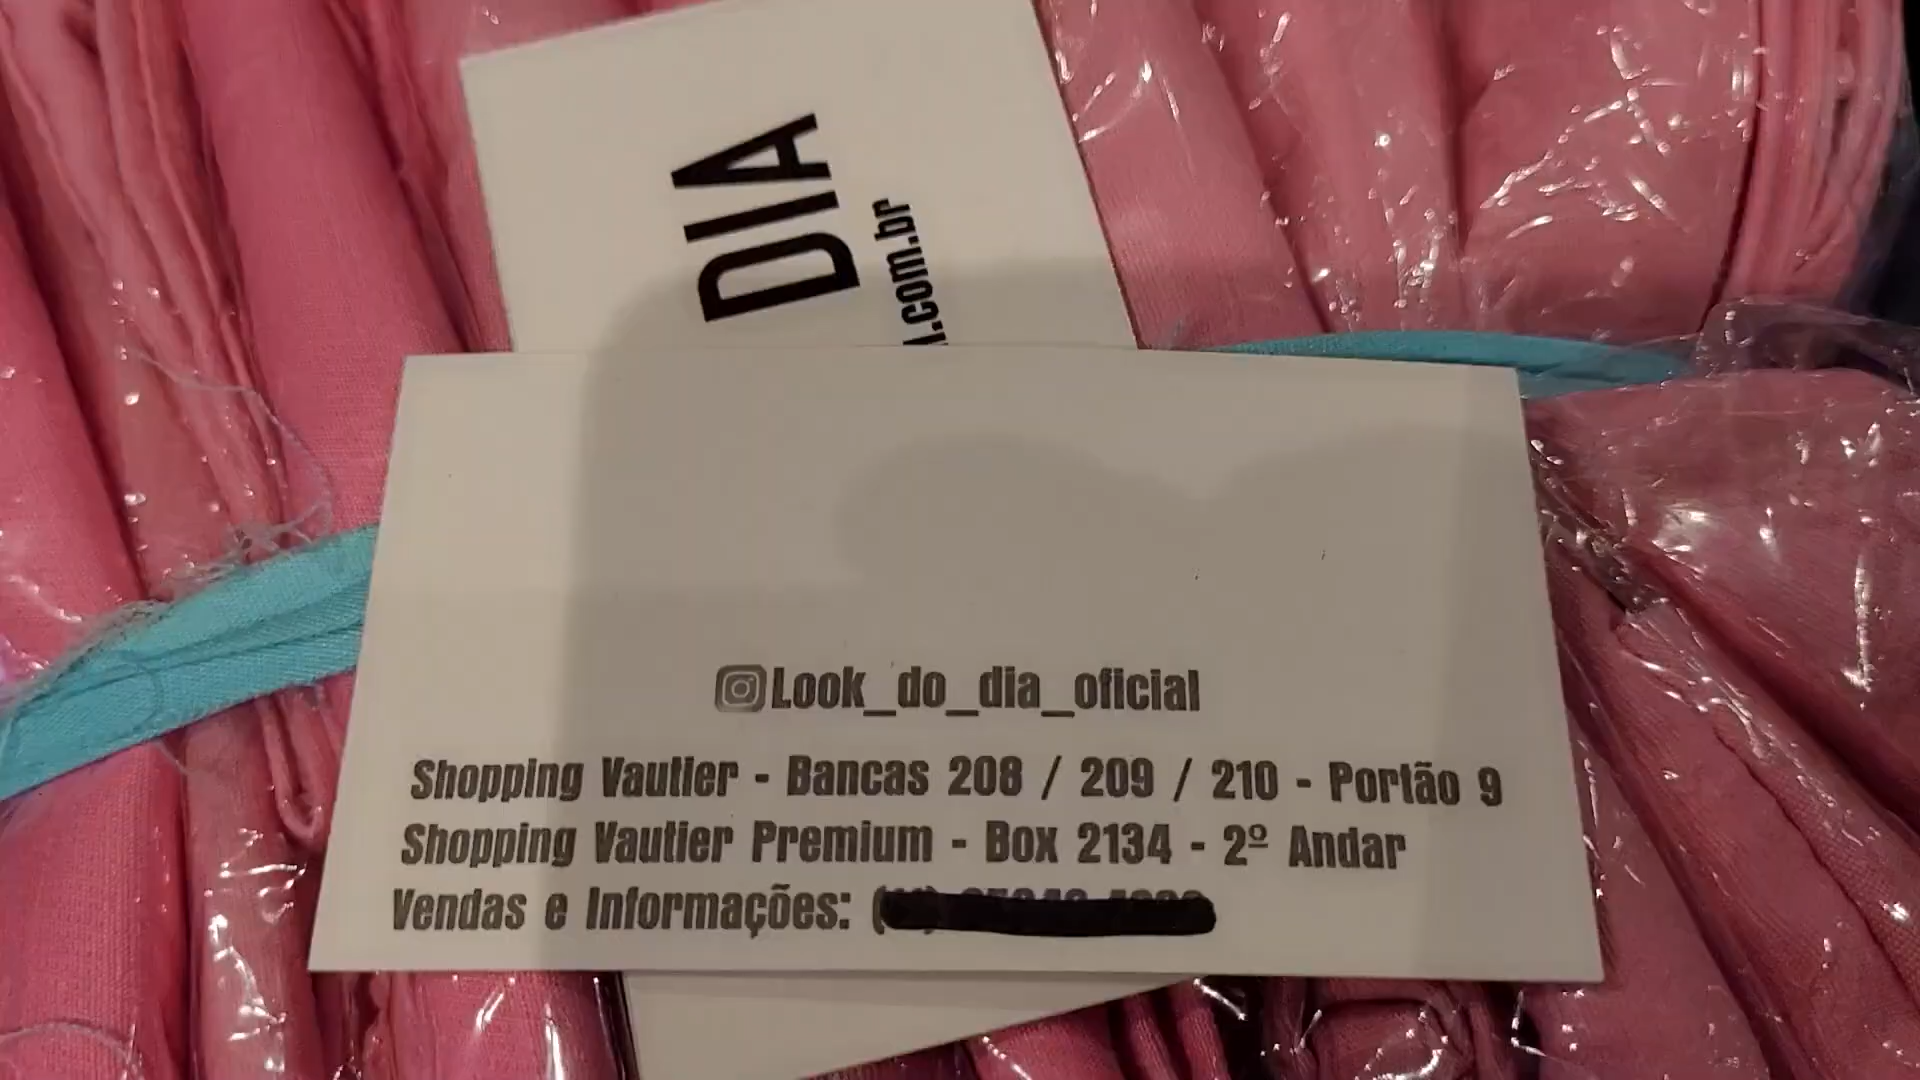 DIA
.com.br
Look_do_dia_oficial
Shopping Vautier - Bancas 208 / 209 / 210 - Portão 9
Shopping Vautier Premium - Box 2134 - 2º Andar
Vendas e Informações: